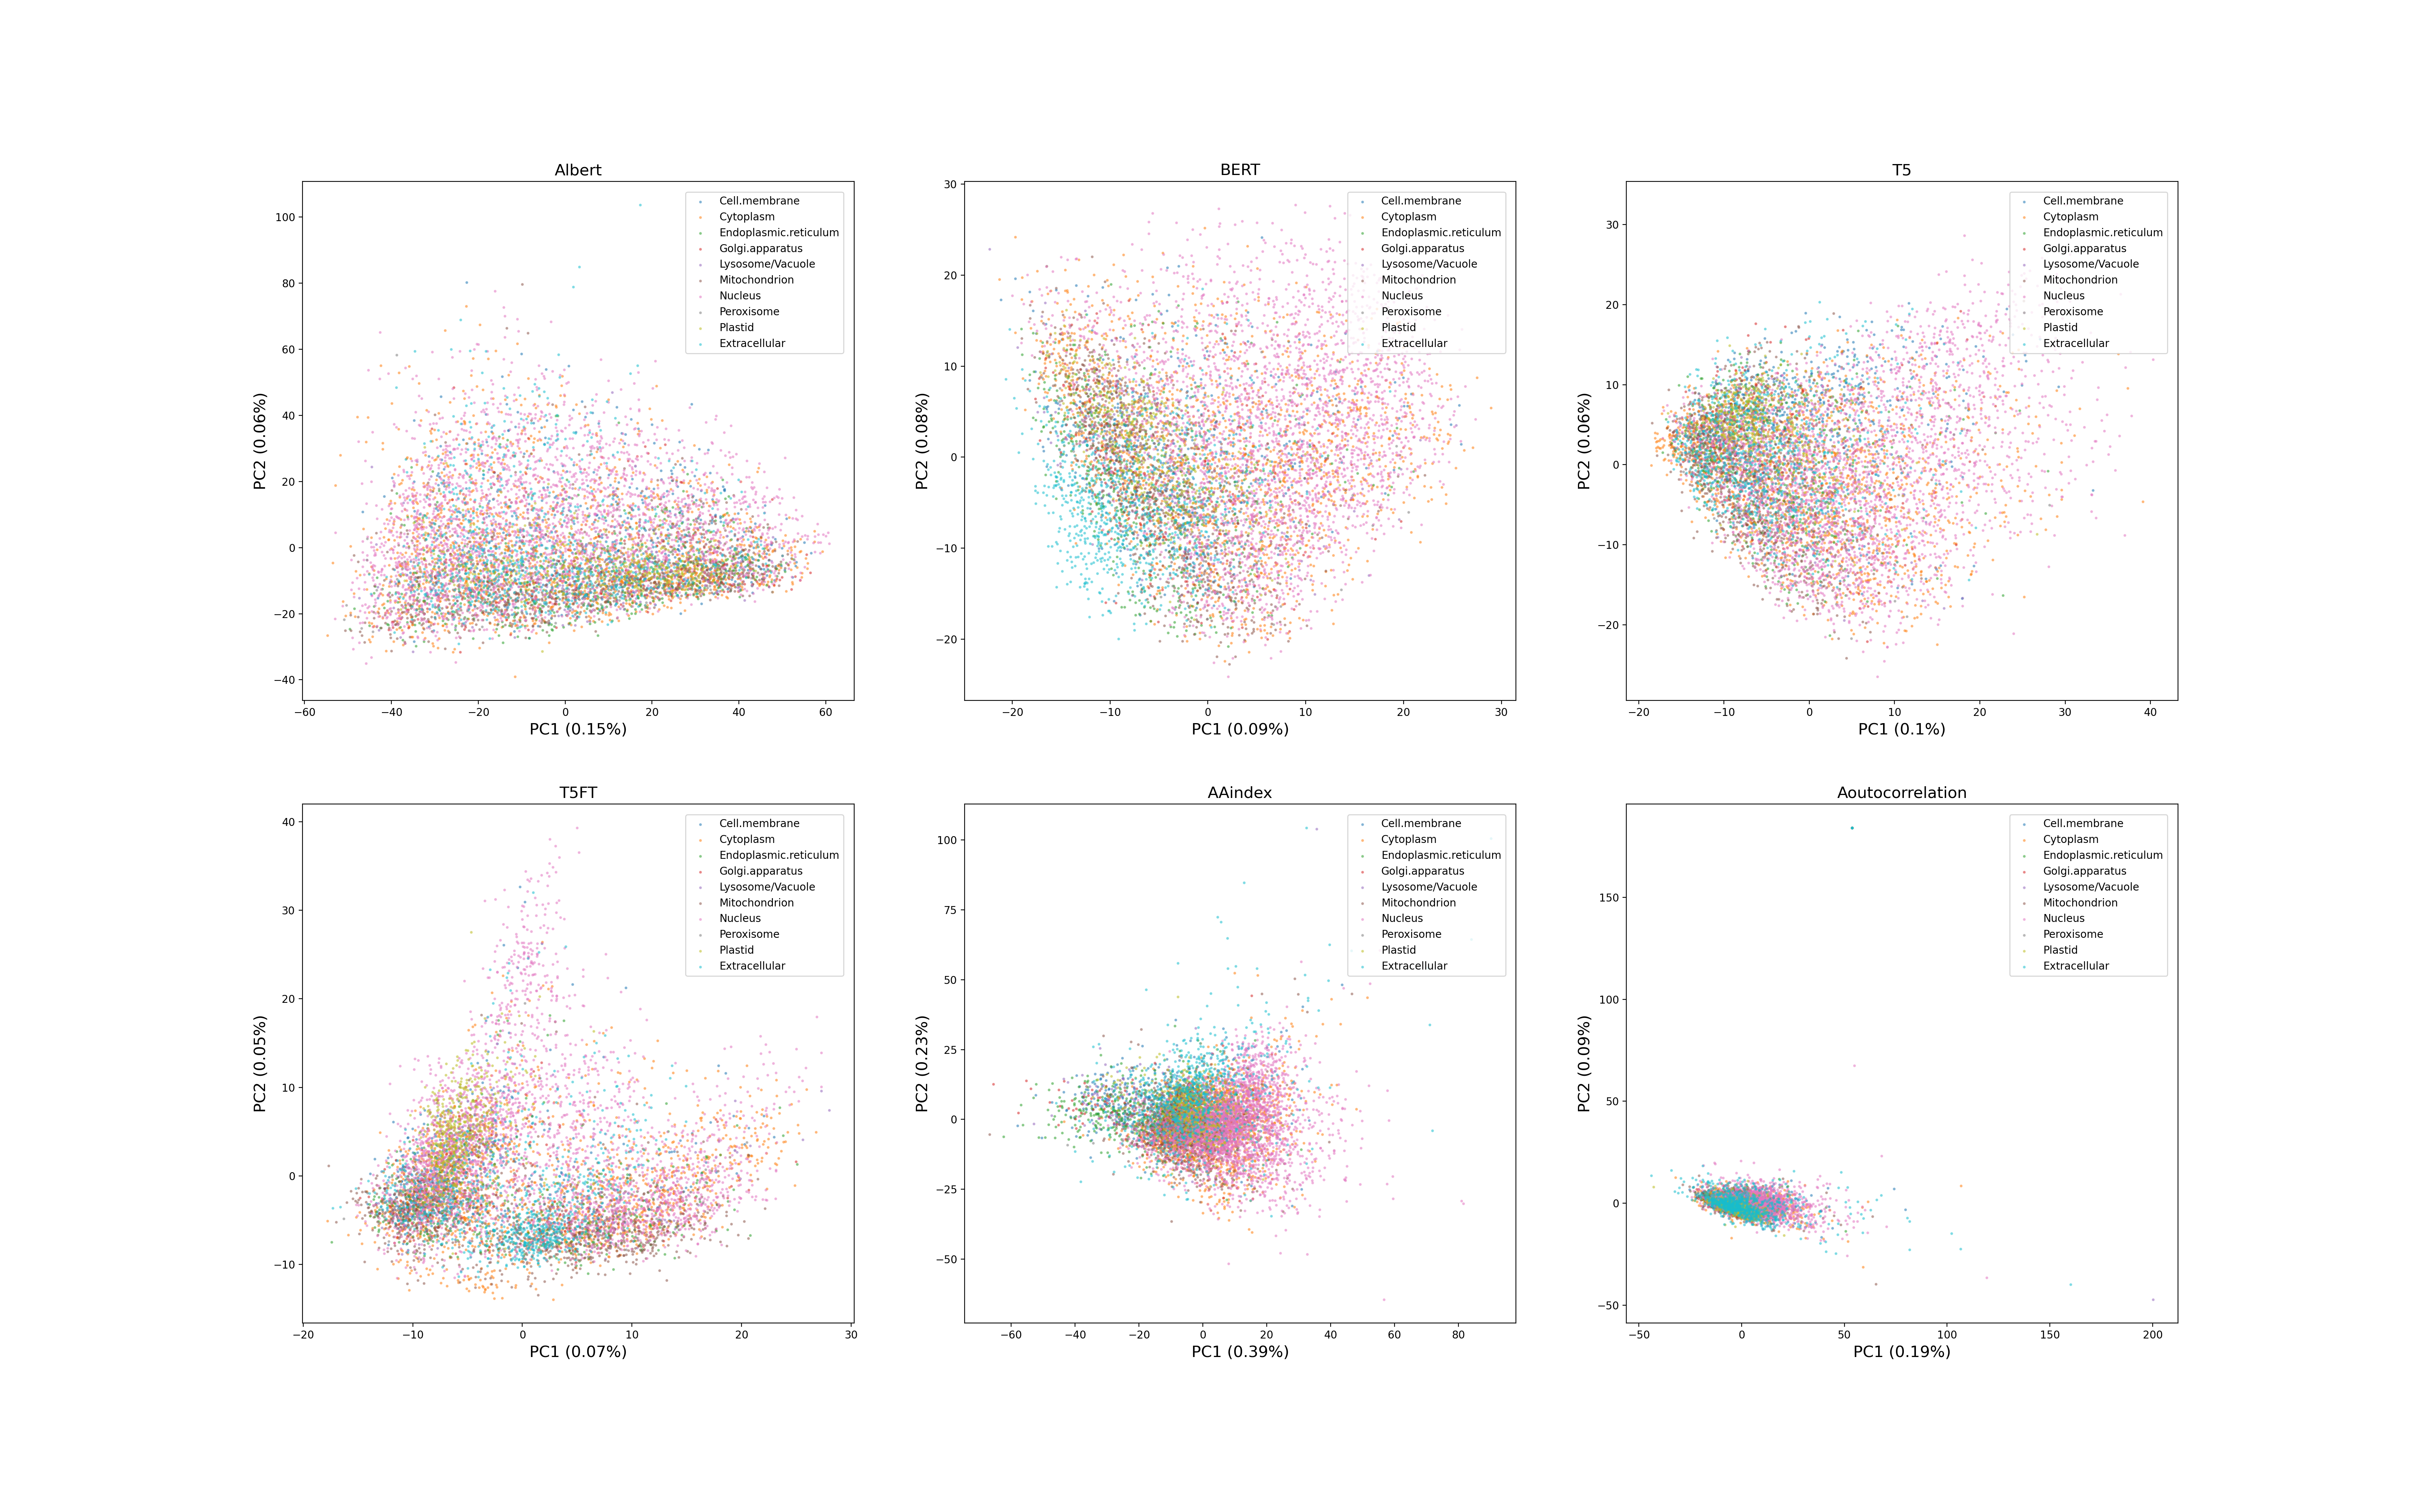 Albert
100
80
60
40
20
0
−20
−40
PC2 (0.06%)
Cell.membrane
Cytoplasm
Endoplasmic.reticulum
Golgi.apparatus
Lysosome/Vacuole
Mitochondrion
Nucleus
Peroxisome
Plastid
Extracellular
−60 −40 −20 0 20 40 60
PC1 (0.15%)
BERT
30
20
10
0
−10
−20
PC2 (0.08%)
Cell.membrane
Cytoplasm
Endoplasmic.reticulum
Golgi.apparatus
Lysosome/Vacuole
Mitochondrion
Nucleus
Peroxisome
Plastid
Extracellular
−20 −10 0 10 20 30
PC1 (0.09%)
T5
30
20
10
0
−10
−20
PC2 (0.06%)
Cell.membrane
Cytoplasm
Endoplasmic.reticulum
Golgi.apparatus
Lysosome/Vacuole
Mitochondrion
Nucleus
Peroxisome
Plastid
Extracellular
−20 −10 0 10 20 30 40
PC1 (0.1%)
T5FT
40
30
20
10
0
−10
PC2 (0.05%)
Cell.membrane
Cytoplasm
Endoplasmic.reticulum
Golgi.apparatus
Lysosome/Vacuole
Mitochondrion
Nucleus
Peroxisome
Plastid
Extracellular
−20 −10 0 10 20 30
PC1 (0.07%)
AAindex
100
75
50
25
0
−25
−50
PC2 (0.23%)
Cell.membrane
Cytoplasm
Endoplasmic.reticulum
Golgi.apparatus
Lysosome/Vacuole
Mitochondrion
Nucleus
Peroxisome
Plastid
Extracellular
−60 −40 −20 0 20 40 60 80
PC1 (0.39%)
Aoutocorrelation
150
100
50
0
−50
PC2 (0.09%)
Cell.membrane
Cytoplasm
Endoplasmic.reticulum
Golgi.apparatus
Lysosome/Vacuole
Mitochondrion
Nucleus
Peroxisome
Plastid
Extracellular
−50 0 50 100 150 200
PC1 (0.19%)